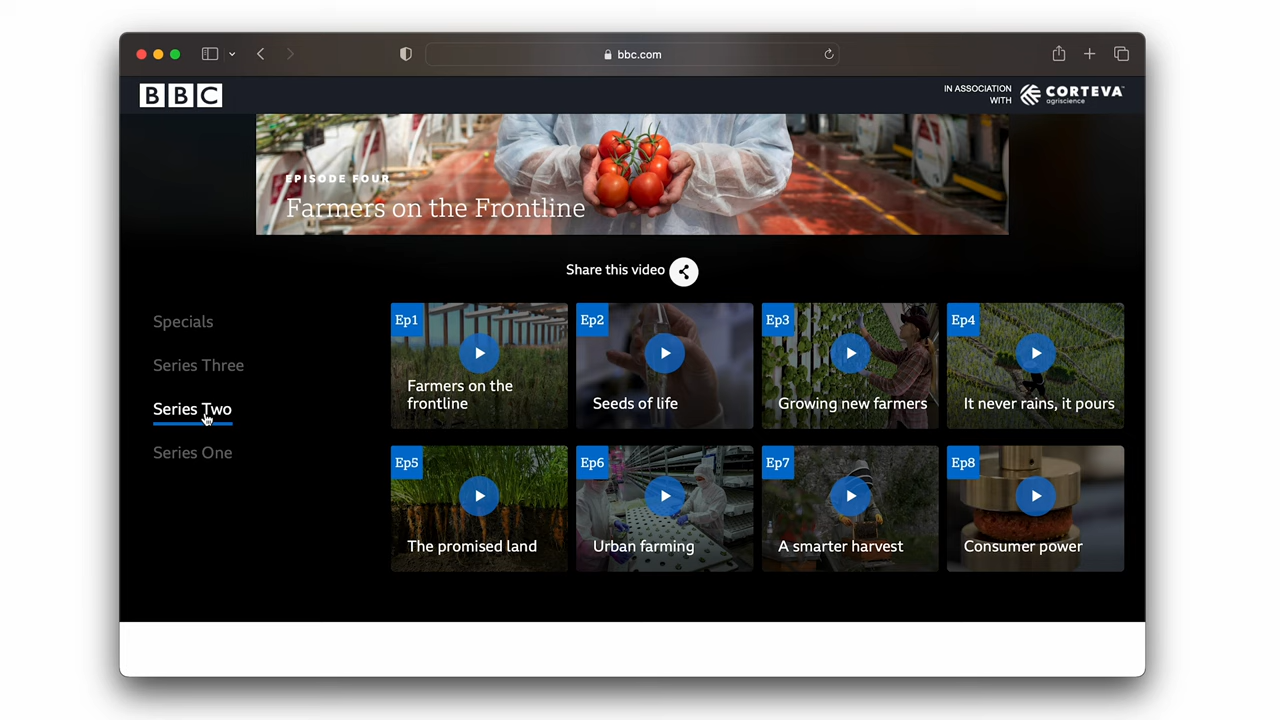 bbc.com
BBC
IN ASSOCIATION
WITH
CORTEVA™
agriscience
EPISODE FOUR
Farmers on the Frontline
Share this video
Specials
Series Three
Series Two
Series One
Ep1
Farmers on the
frontline
Ep2
Seeds of life
Ep3
Growing new farmers
Ep4
It never rains, it pours
Ep5
The promised land
Ep6
Urban farming
Ep7
A smarter harvest
Ep8
Consumer power